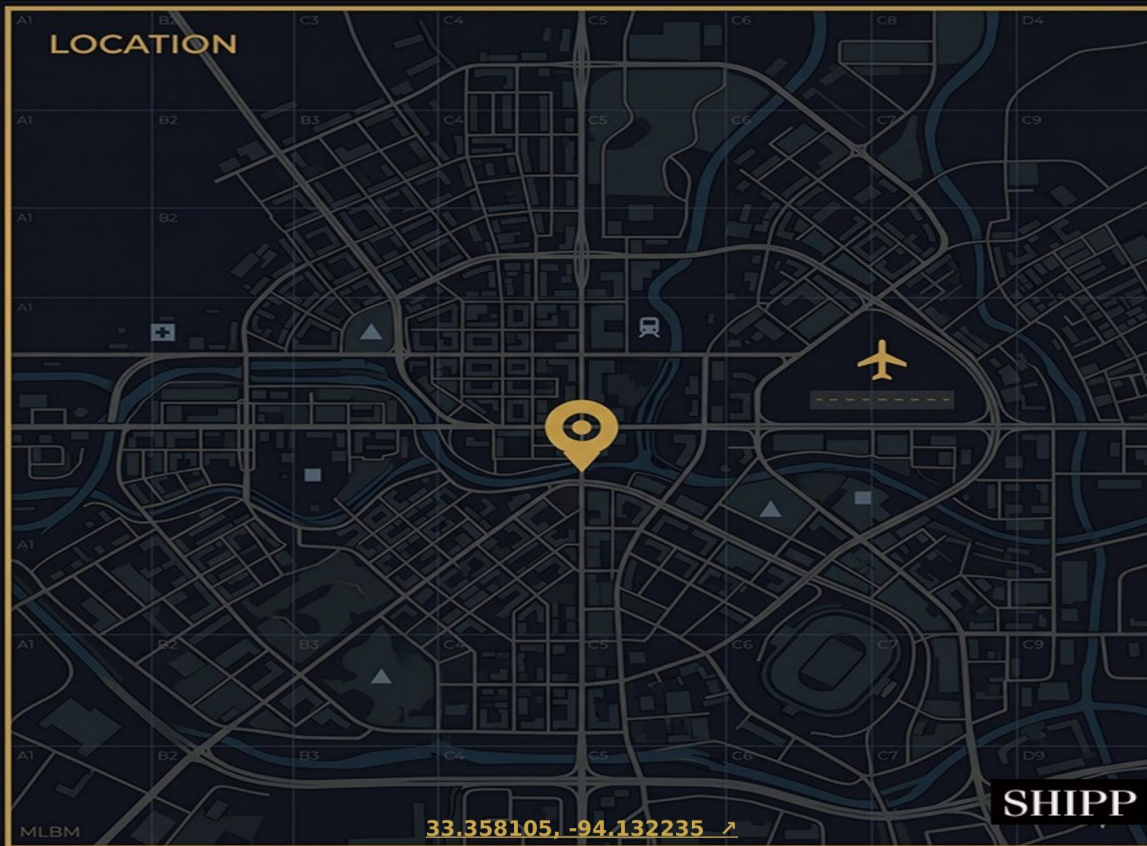 A1 B2 C3 C4 C5 C6 C8 D4
LOCATION
A1 B2 B3 C4 C5 C6 C7 C9
A1 B2
A1
A1
A1 B2 B3 C4 C5 C6 C7 C9
A1 B2 B3 C4 C5 C6 C7 D9
SHIPP
MLBM
33.358105, -94.132235 ↗